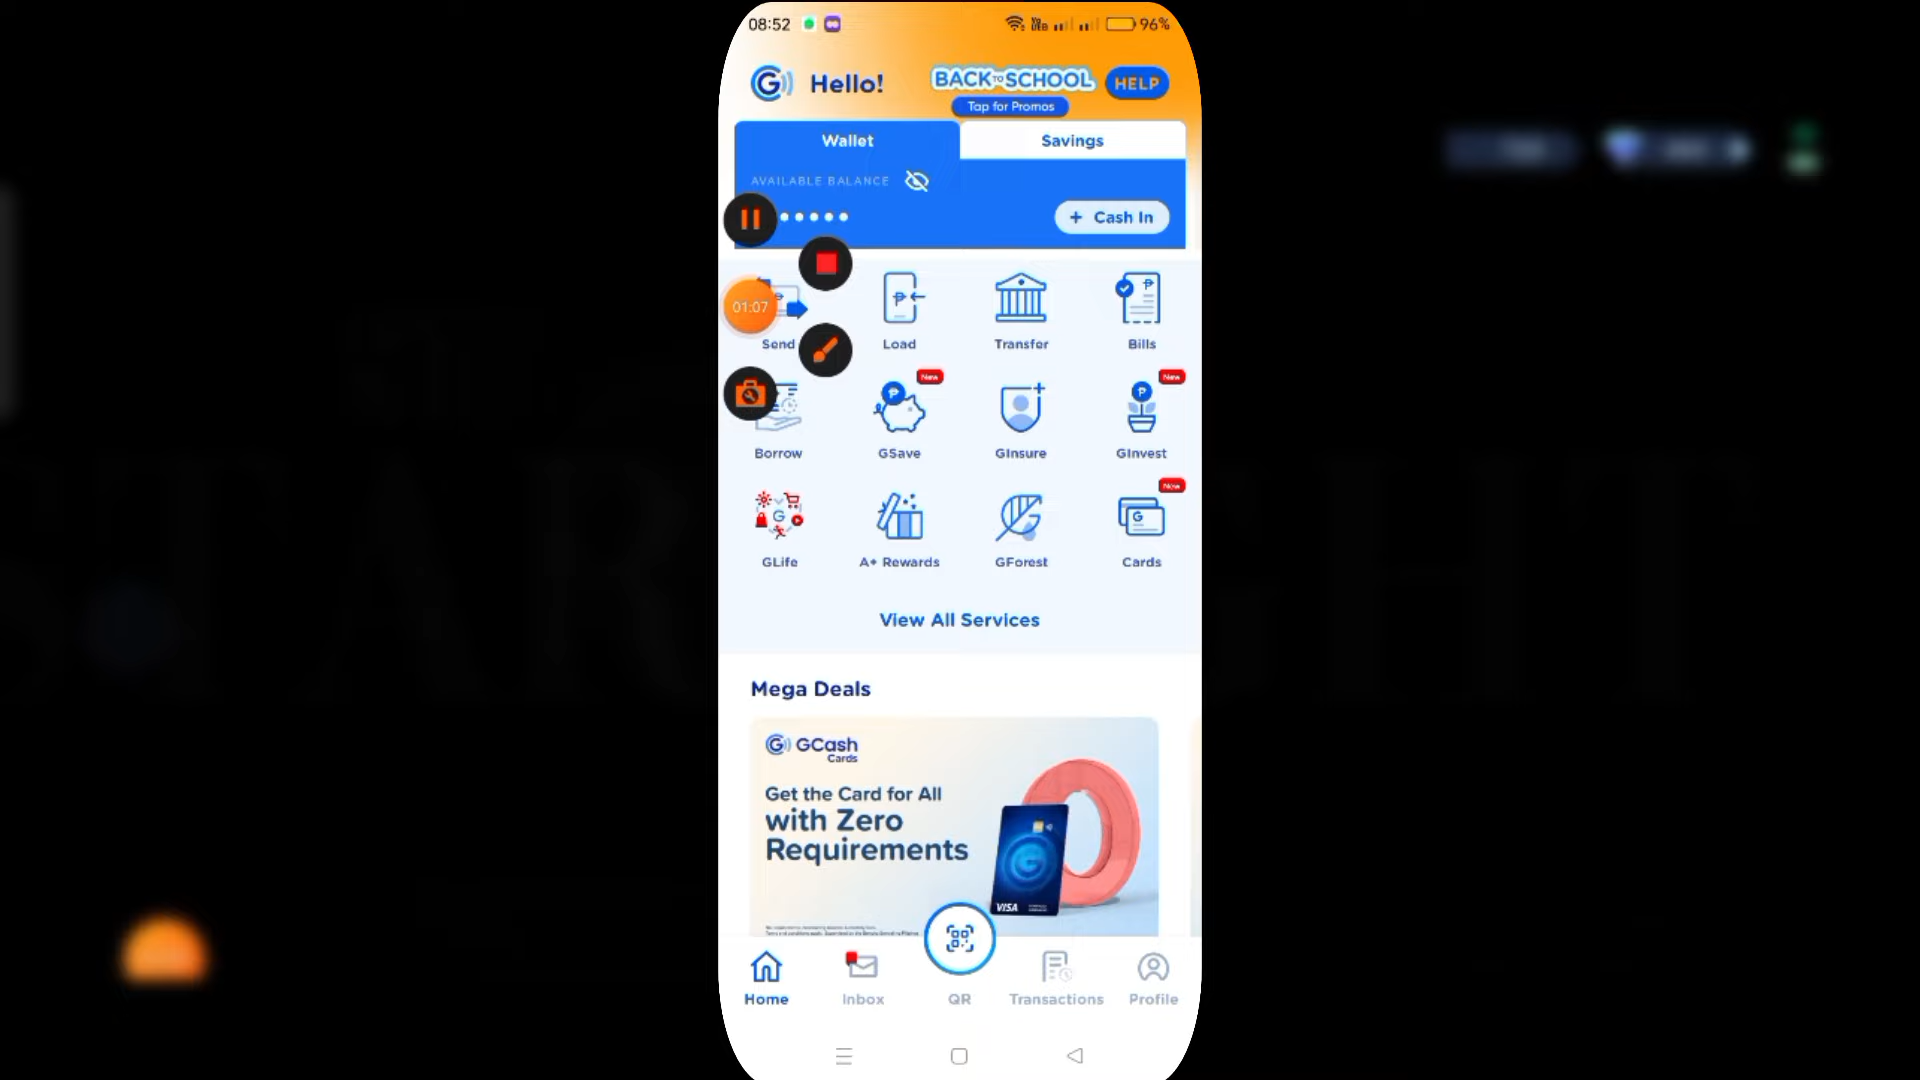 08:52
96%
Hello!
BACK TO SCHOOL
Tap for Promos
HELP
Wallet
Savings
AVAILABLE BALANCE
+ Cash In
01:07
Send
Load
Transfer
Bills
New
New
Borrow
GSave
GInsure
GInvest
New
GLife
A+ Rewards
GForest
Cards
View All Services
Mega Deals
GCash
Cards
Get the Card for All
with Zero
Requirements
VISA
Home
Inbox
QR
Transactions
Profile